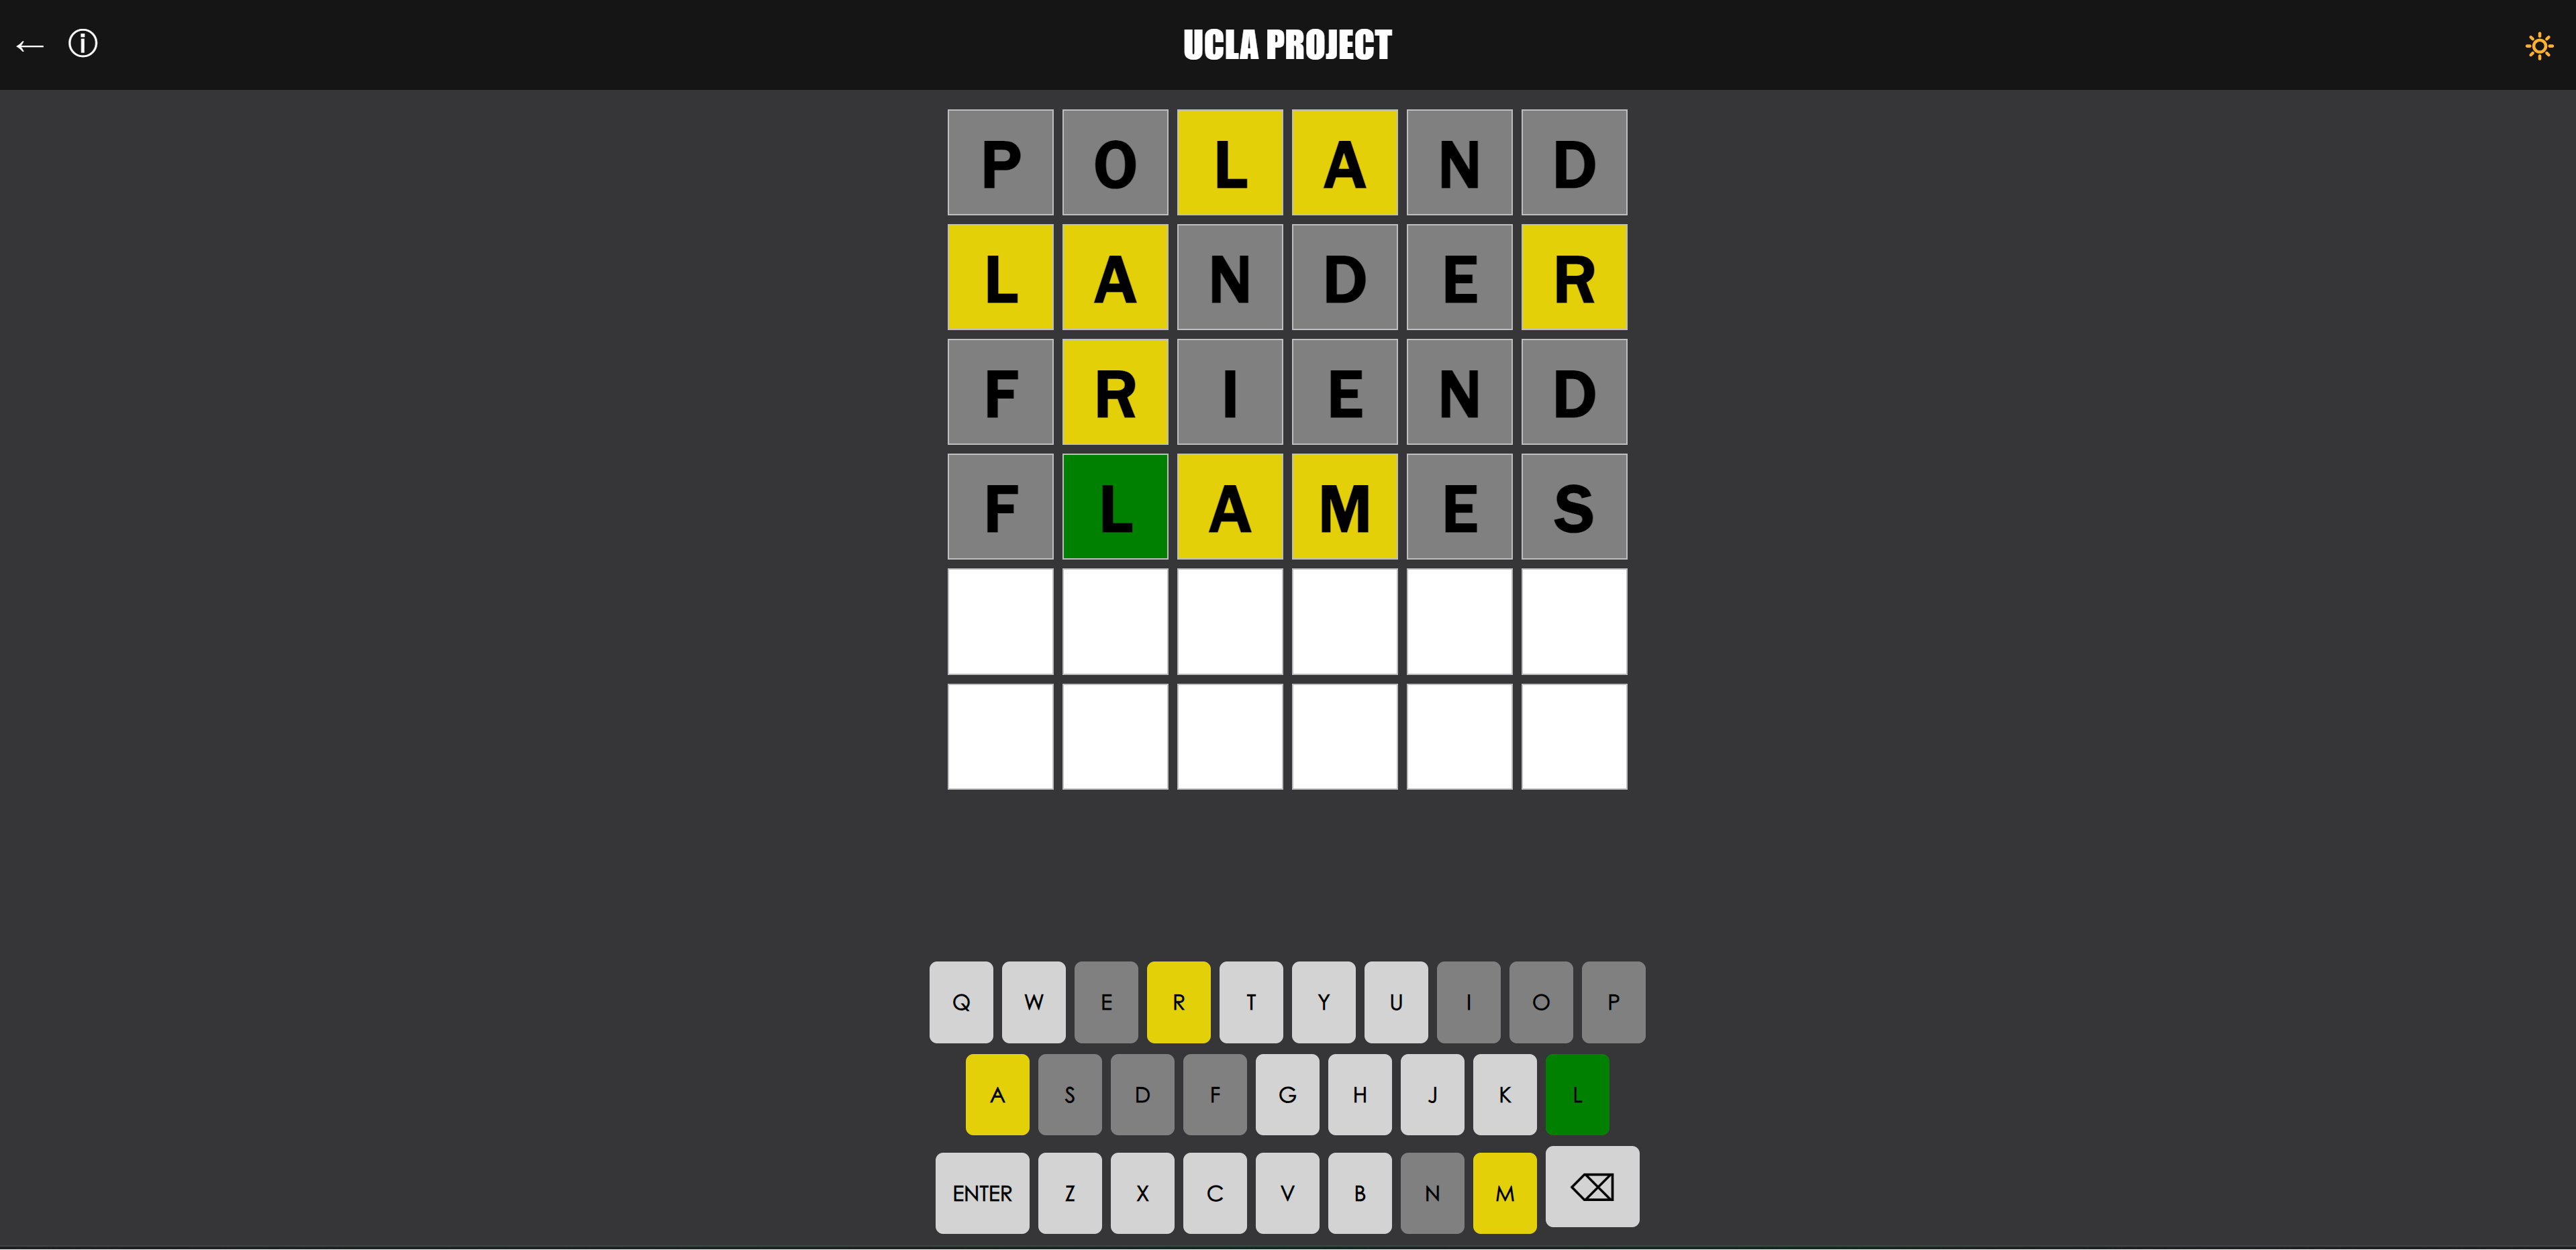 UCLA PROJECT
P O L A N D
L A N D E R
F R I E N D
F L A M E S
Q W E R T Y U I O P
A S D F G H J K L
ENTER Z X C V B N M